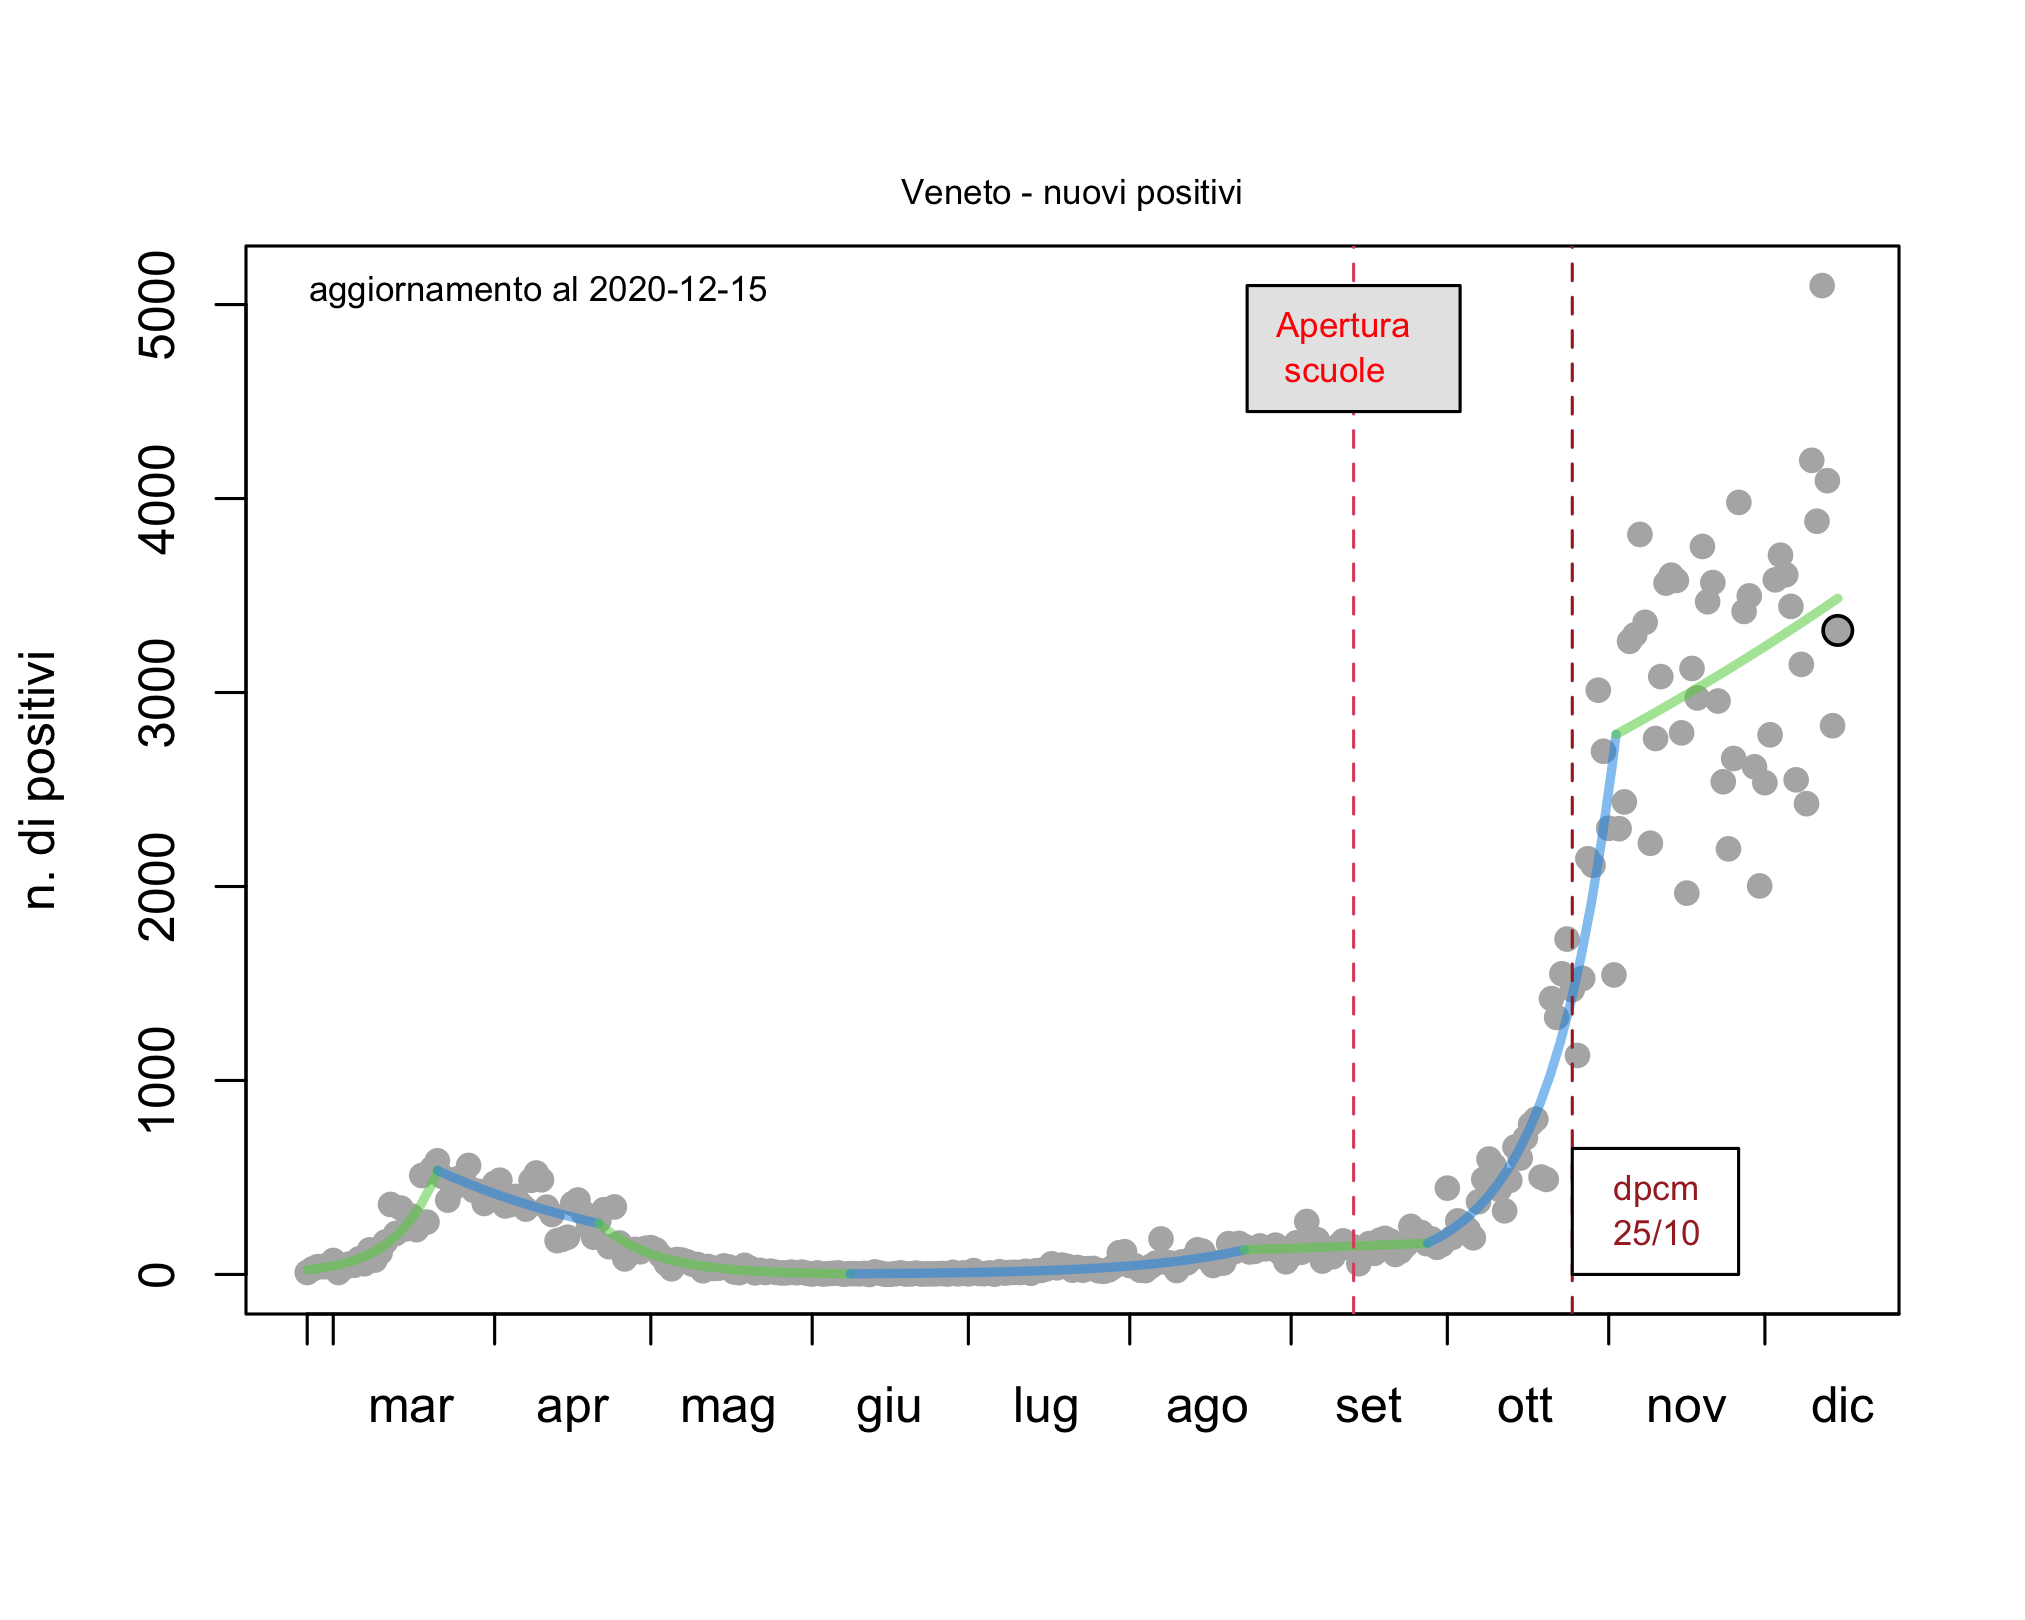 Veneto - nuovi positivi
aggiornamento al 2020-12-15
Apertura
scuole
dpcm
25/10
n. di positivi
5000
4000
3000
2000
1000
0
mar apr mag giu lug ago set ott nov dic